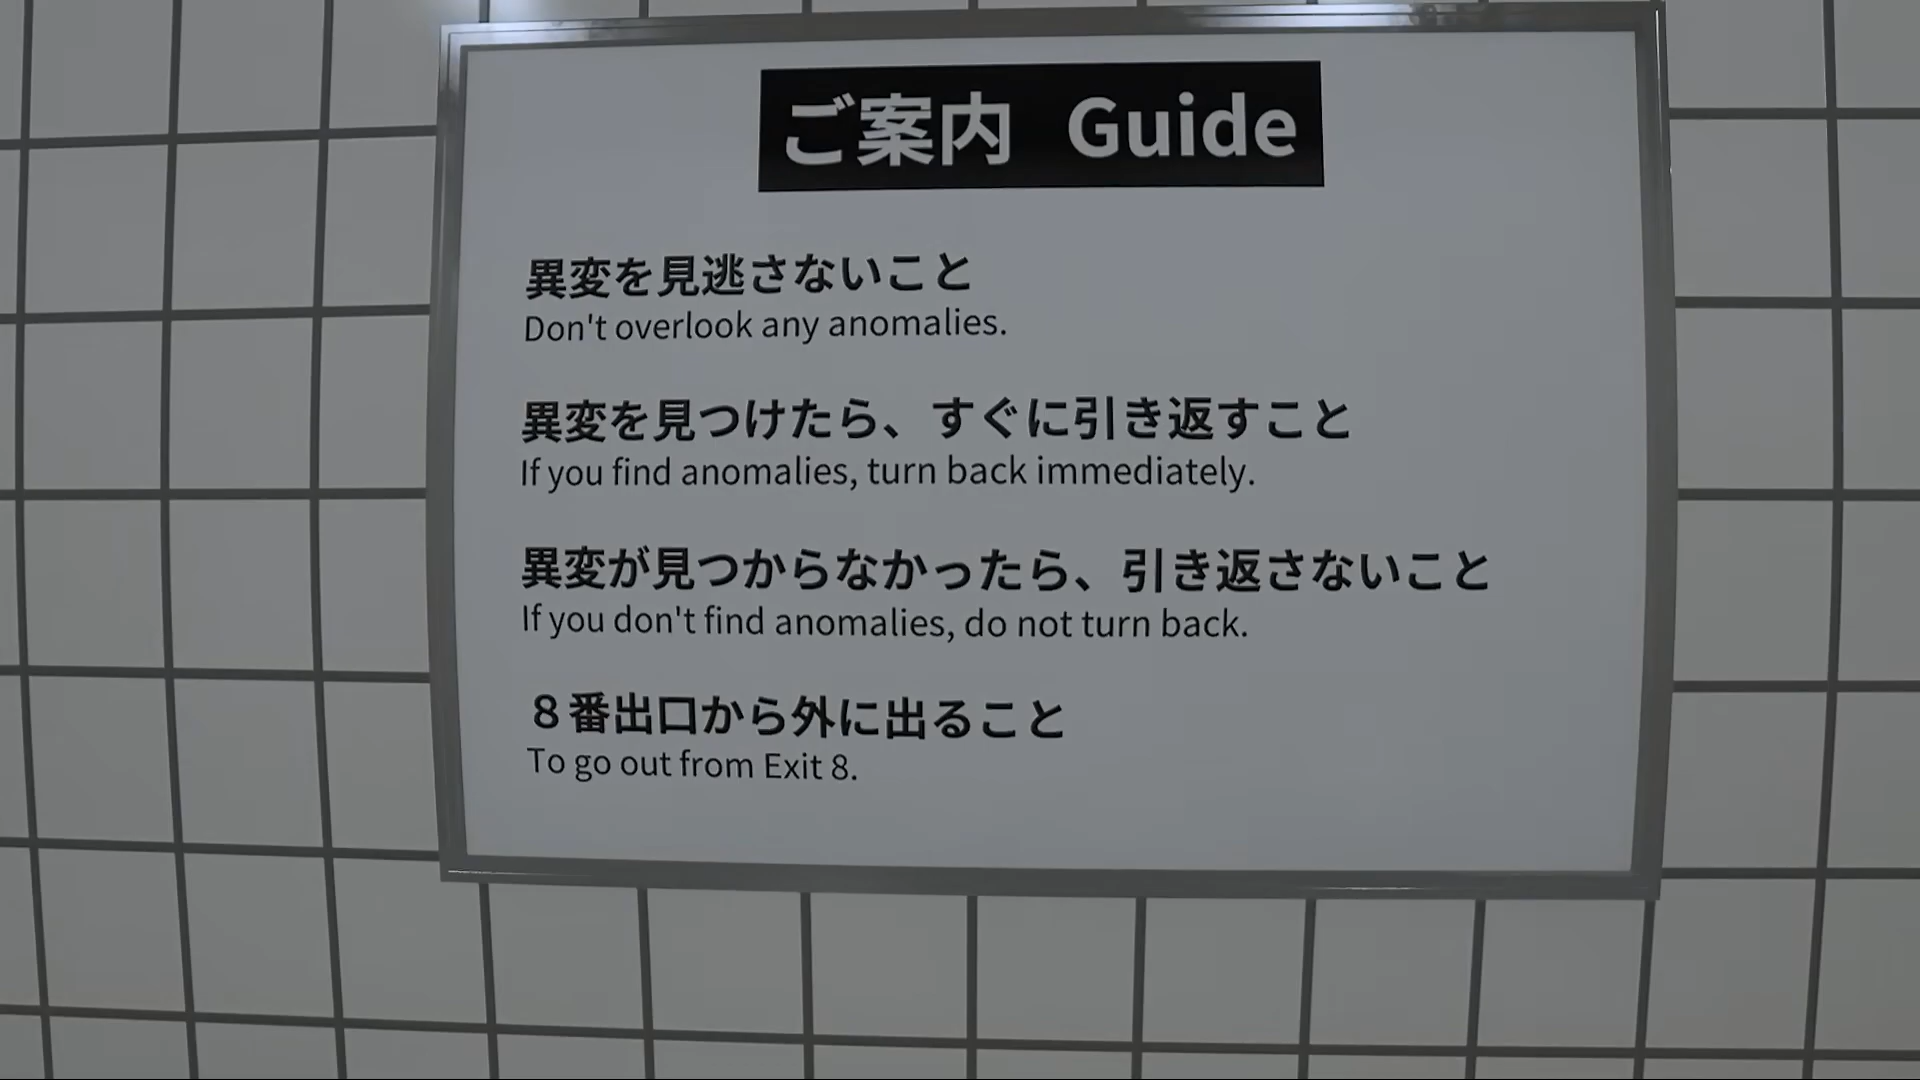 ご案内 Guide
異変を見逃さないこと
Don't overlook any anomalies.
異変を見つけたら、すぐに引き返すこと
If you find anomalies, turn back immediately.
異変が見つからなかったら、引き返さないこと
If you don't find anomalies, do not turn back.
８番出口から外に出ること
To go out from Exit 8.